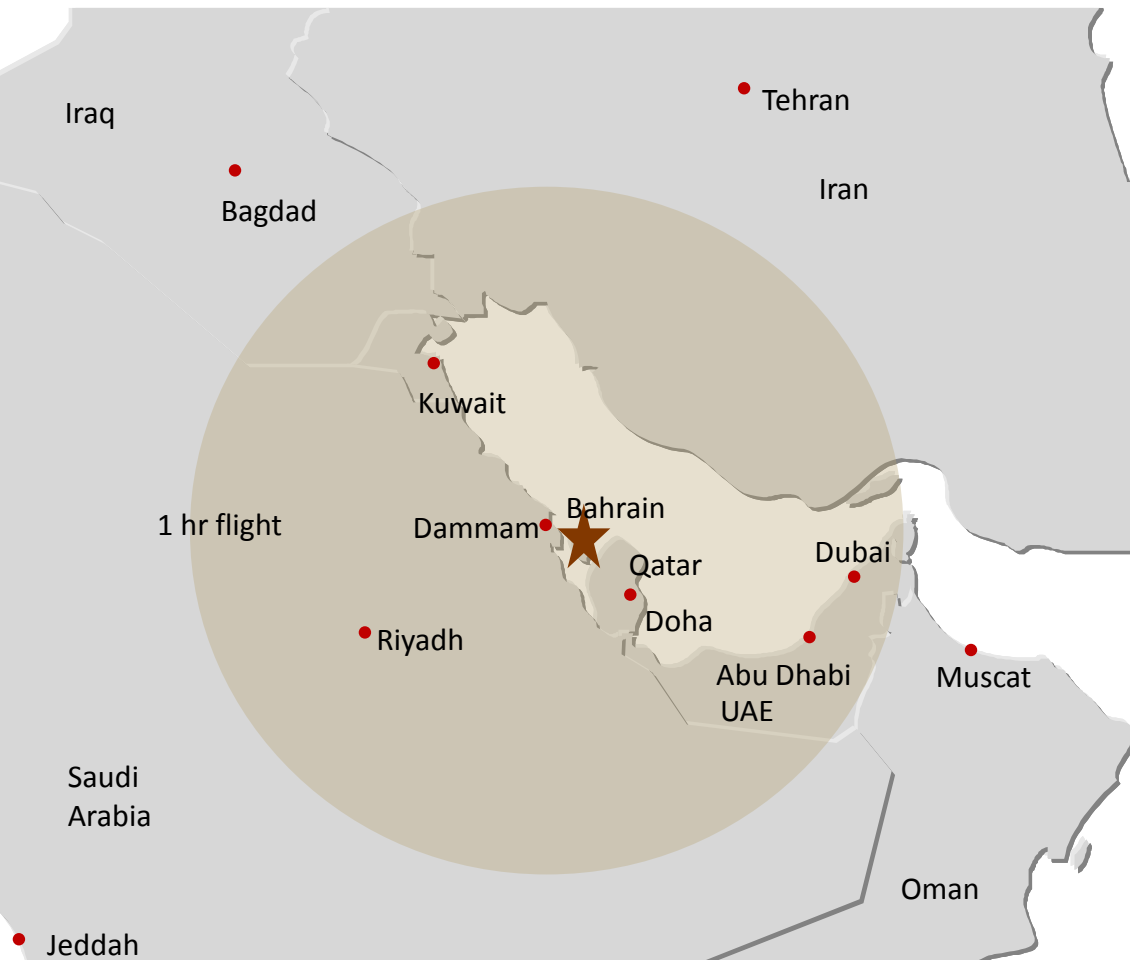 Tehran
Iraq
Iran
Bagdad
Kuwait
Bahrain
1 hr flight
Dammam
Dubai
Qatar
Doha
Riyadh
Abu Dhabi
UAE
Muscat
Saudi
Arabia
Oman
Jeddah